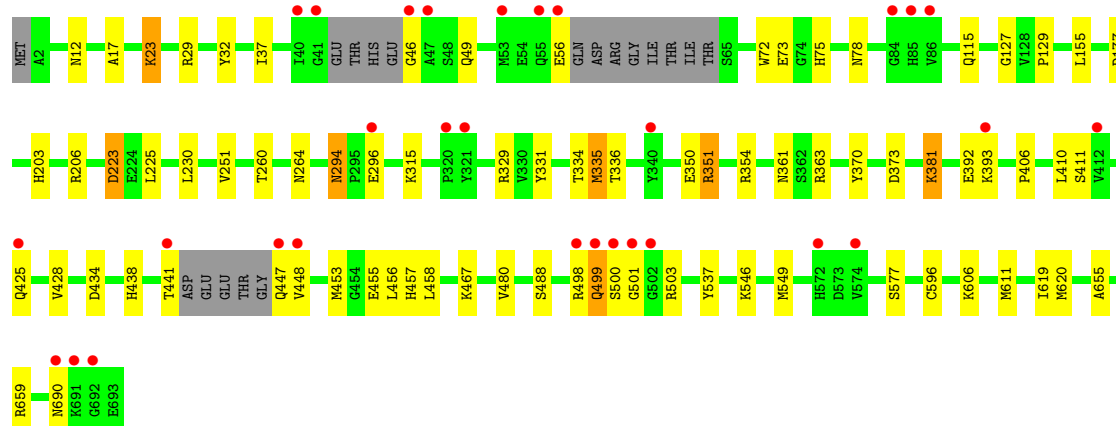 MET A2 N12 A17 K23 R29 Y32 I37 I40 G41 GLU THR HIS GLU G46 A47 S48 Q49 M53 E54 Q55 E56 GLN ASP ARG GLY ILE THR ILE THR S65 W72 E73 G74 H75 N78 G84 H85 V86 Q115 G127 V128 P129 L155
H203 R206 D223 E224 L225 L230 V251 T260 N264 N294 P295 E296 K315 P320 Y321 R329 V330 Y331 T334 M335 T336 Y340 E350 R351 R354 N361 S362 R363 Y370 D373 K381 E392 K393 P406 L410 S411 V412
Q425 V428 D434 H438 T441 ASP GLU GLU THR GLY Q447 V448 M453 G454 E455 L456 H457 L458 K467 V480 S488 R498 Q499 S500 G501 G502 R503 Y537 K546 M549 H572 D573 V574 S577 C596 K606 M611 I619 M620 A655
R659 N690 K691 G692 E693